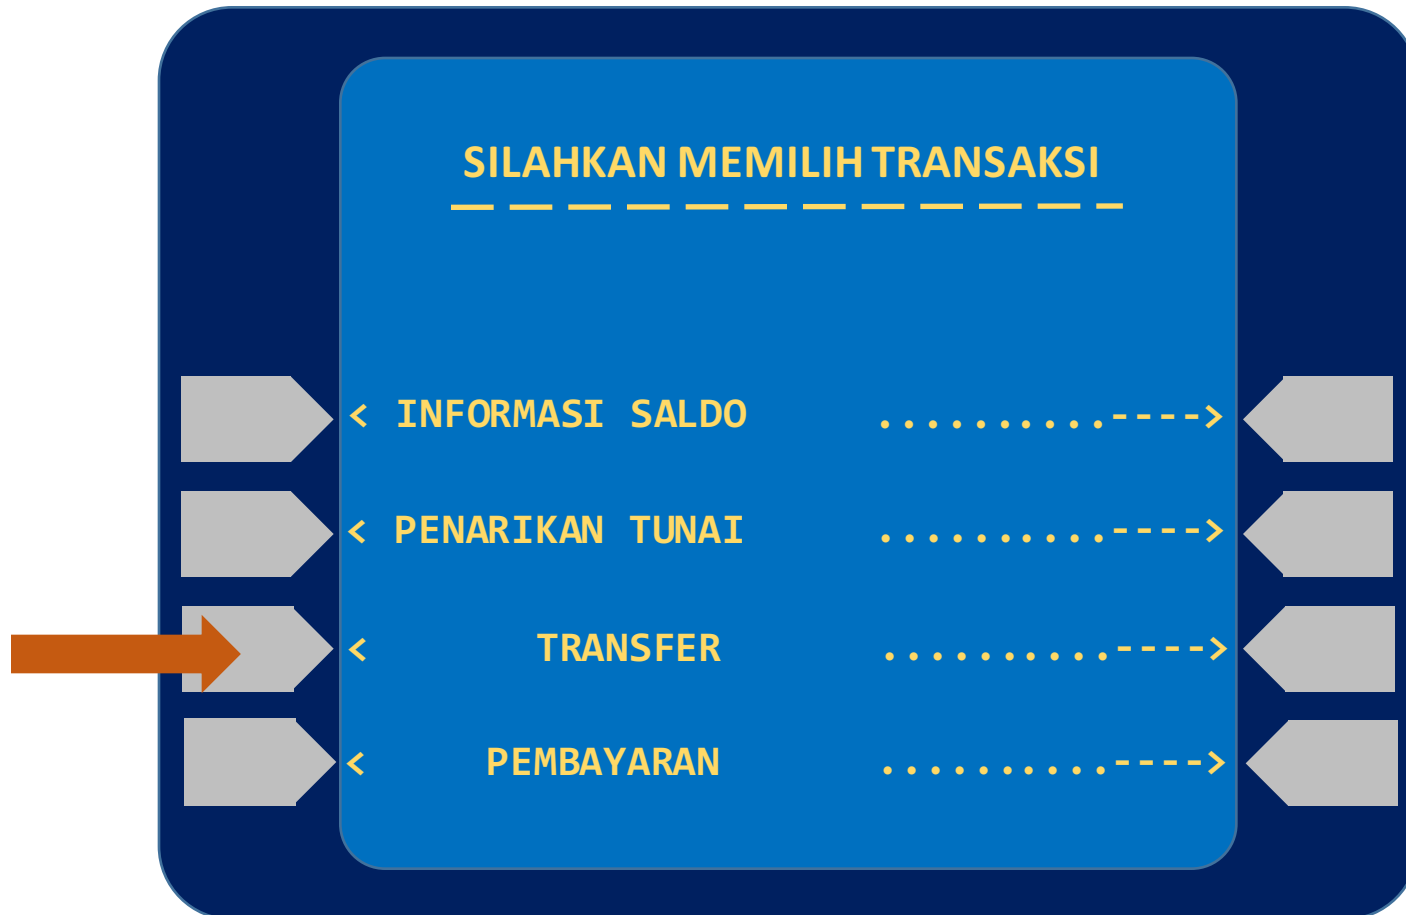 SILAHKAN MEMILIH TRANSAKSI
< INFORMASI SALDO ..........---->
< PENARIKAN TUNAI ..........---->
< TRANSFER ..........---->
< PEMBAYARAN ..........---->